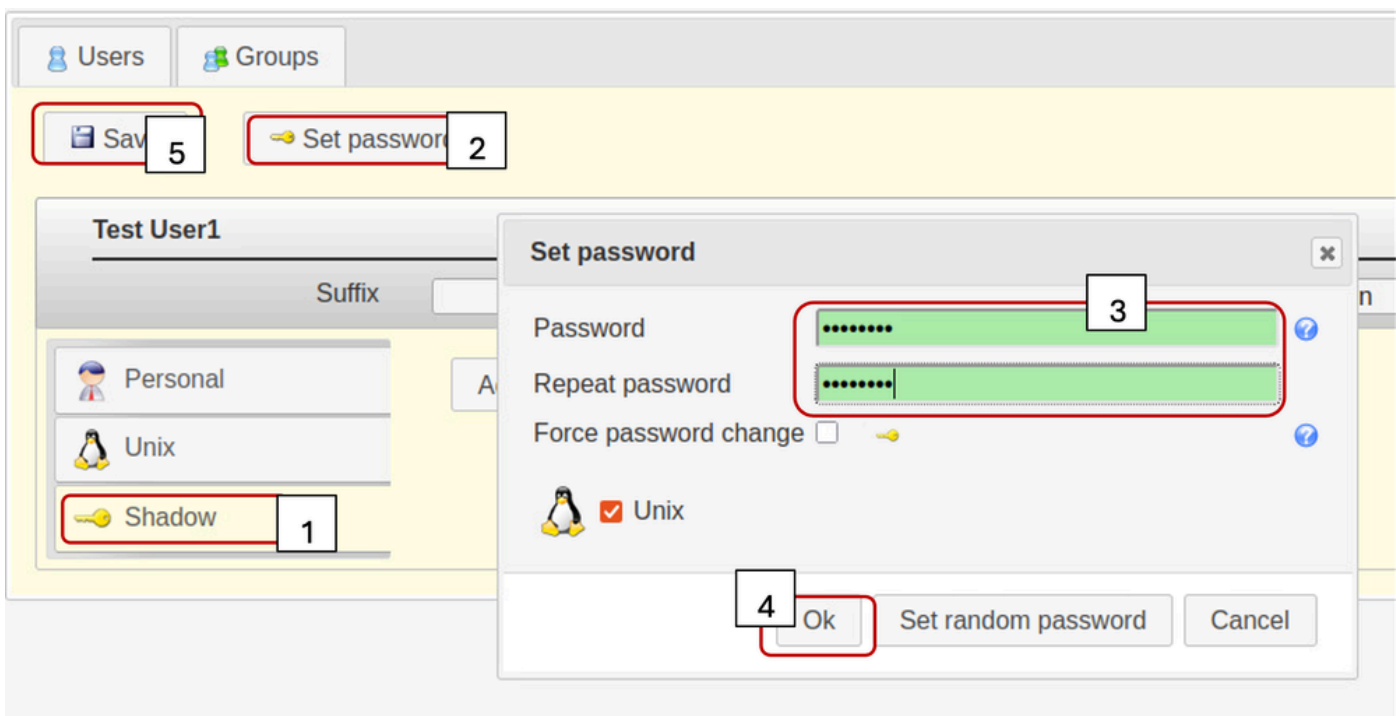 Users Groups
Sav 5 Set password 2
Test User1
Suffix
n
Set password
Password 3
Repeat password
Force password change
Personal
A
Unix
Shadow 1
Unix
4 Ok Set random password Cancel